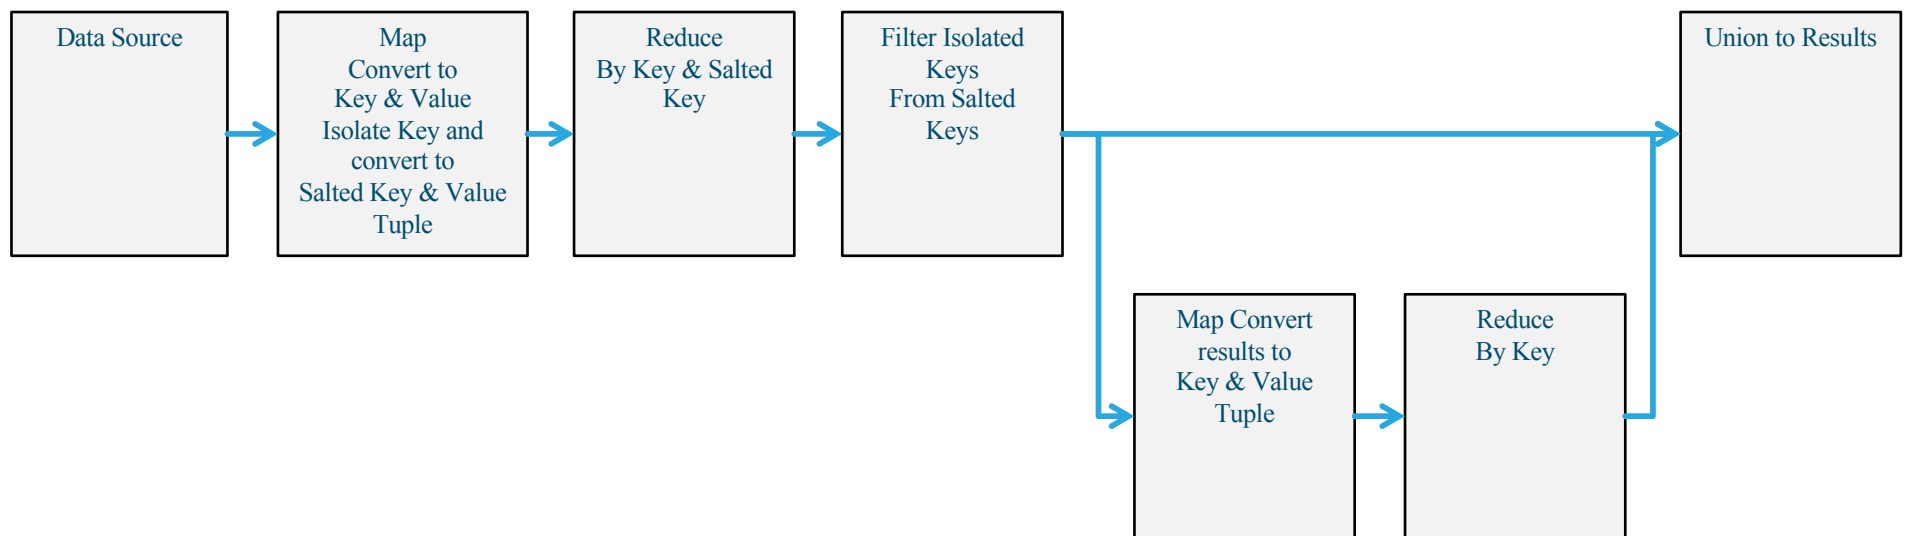 Data Source
Map
Convert to
Key & Value
Isolate Key and
convert to
Salted Key & Value
Tuple
Reduce
By Key & Salted
Key
Filter Isolated
Keys
From Salted
Keys
Union to Results
Map Convert
results to
Key & Value
Tuple
Reduce
By Key